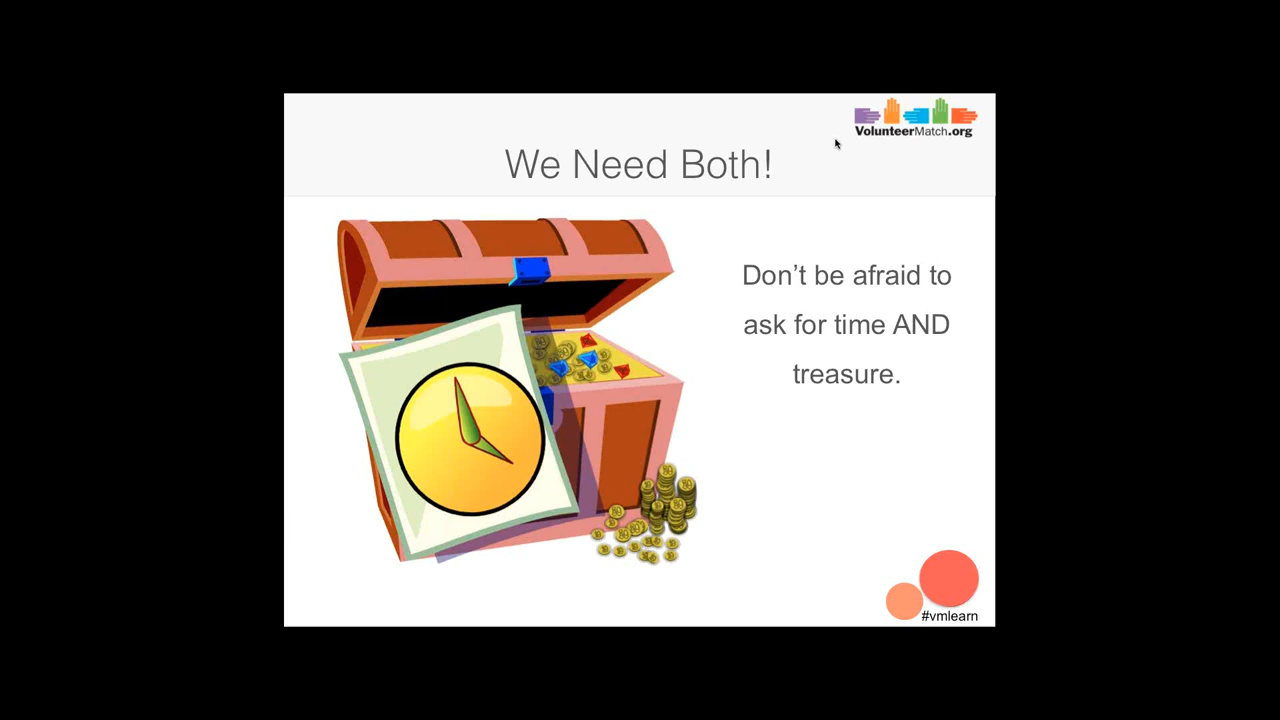 VolunteerMatch.org
We Need Both!
Don’t be afraid to
ask for time AND
treasure.
#vmlearn